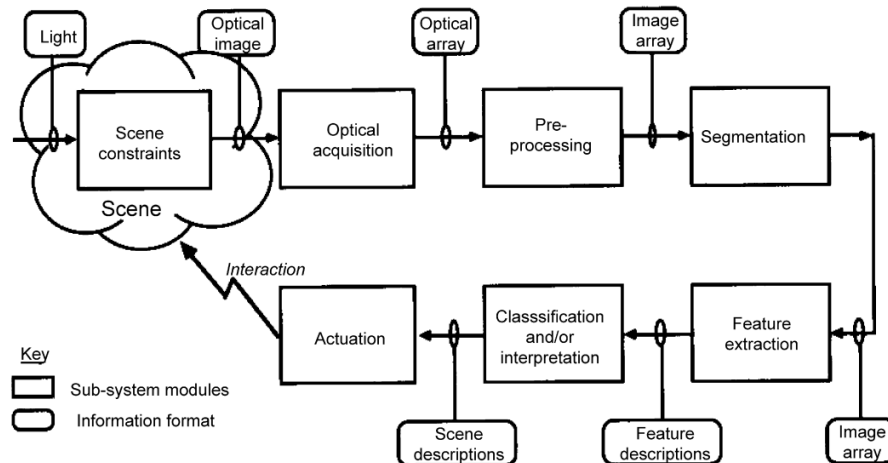 Light
Optical
image
Optical
array
Image
array
Scene
constraints
Optical
acquisition
Pre-
processing
Segmentation
Scene
Interaction
Actuation
Classsification
and/or
interpretation
Feature
extraction
Key
Sub-system modules
Information format
Scene
descriptions
Feature
descriptions
Image
array